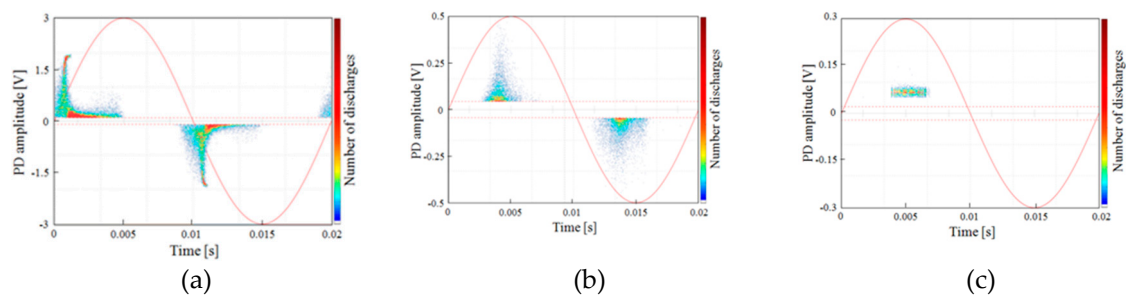 3
1.5
0
-1.5
-3
0
0.005
0.01
0.015
0.02
PD amplitude [V]
Time [s]
Number of discharges
(a)
0.5
0.25
0
-0.25
-0.5
0
0.005
0.01
0.015
0.02
PD amplitude [V]
Time [s]
Number of discharges
(b)
0.3
0.15
0
-0.15
-0.3
0
0.005
0.01
0.015
0.02
PD amplitude [V]
Time [s]
Number of discharges
(c)